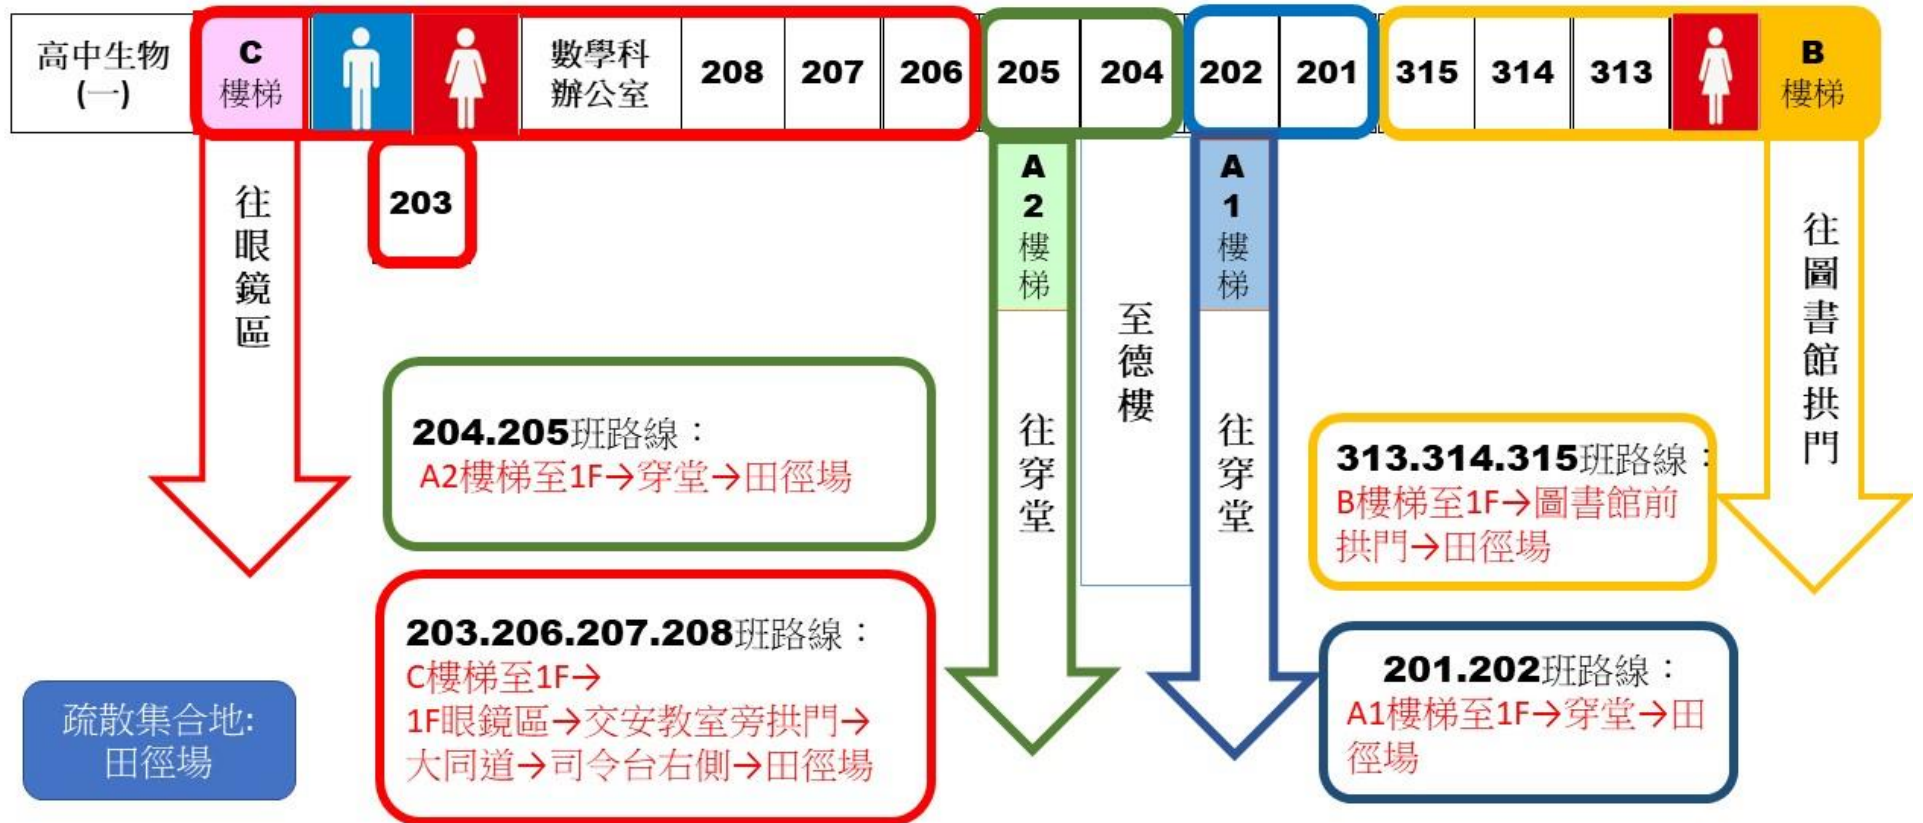 高中生物
(一)
C
樓梯
數學科
辦公室
208
207
206
205
204
202
201
315
314
313
B
樓梯
203
往眼鏡區
A2樓梯
往穿堂
至德樓
A1樓梯
往穿堂
往圖書館拱門
204.205班路線：
A2樓梯至1F→穿堂→田徑場
313.314.315班路線：
B樓梯至1F→圖書館前
拱門→田徑場
203.206.207.208班路線：
C樓梯至1F→
1F眼鏡區→交安教室旁拱門→
大同道→司令台右側→田徑場
201.202班路線：
A1樓梯至1F→穿堂→田
徑場
疏散集合地:
田徑場